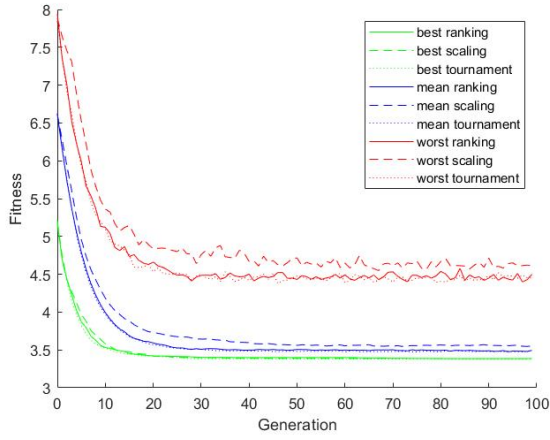 8
7.5
7
6.5
6
5.5
5
4.5
4
3.5
3
Fitness
0 10 20 30 40 50 60 70 80 90 100
Generation
best ranking
best scaling
best tournament
mean ranking
mean scaling
mean tournament
worst ranking
worst scaling
worst tournament